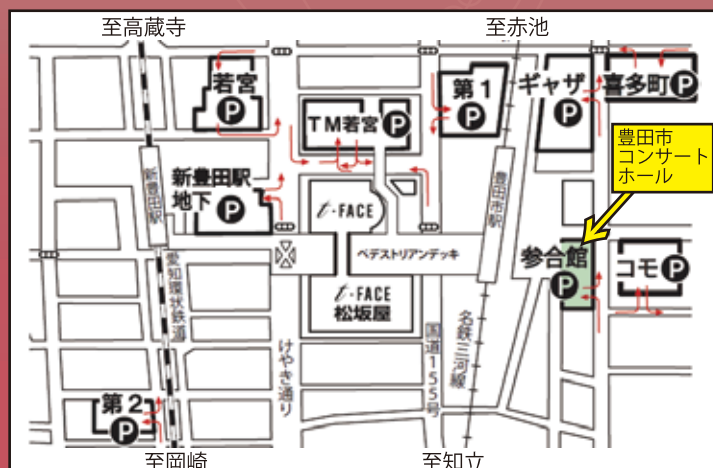 至高蔵寺
至赤池
若宮
P
TM若宮 P
第1
P
ギャザ
P
喜多町 P
豊田市
コンサート
ホール
新豊田駅
新豊田駅
地下
P
t・FACE
豊田市駅
ペデストリアンデッキ
参合館
P
コモ P
愛知環状鉄道
t・FACE
松坂屋
けやき通り
国道155号
名鉄三河線
第2
P
至岡崎
至知立